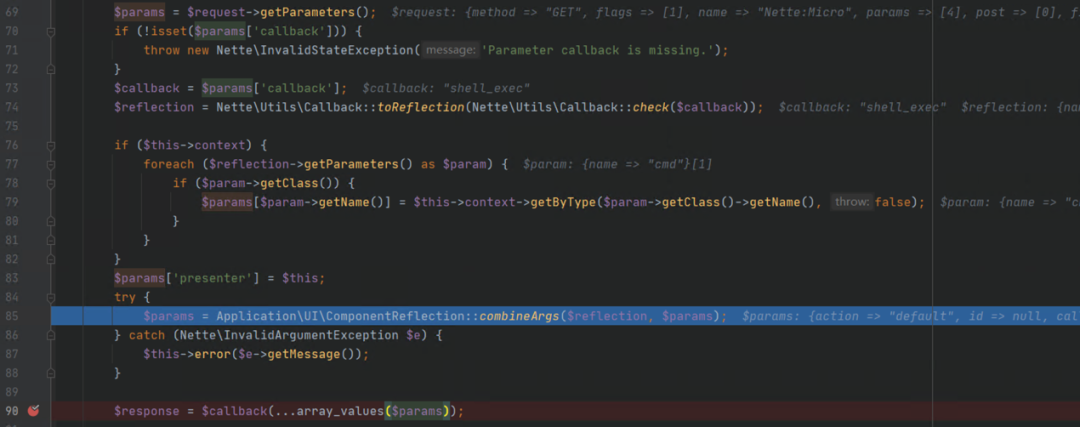 69 $params = $request->getParameters(); $request: {method => "GET", flags => [1], name => "Nette:Micro", params => [4], post => [0], f
70 if (!isset($params['callback'])) {
71 throw new Nette\InvalidStateException( message: 'Parameter callback is missing.');
72 }
73 $callback = $params['callback']; $callback: "shell_exec"
74 $reflection = Nette\Utils\Callback::toReflection(Nette\Utils\Callback::check($callback)); $callback: "shell_exec" $reflection: {nam
75
76 if ($this->context) {
77 foreach ($reflection->getParameters() as $param) { $param: {name => "cmd"}[1]
78 if ($param->getClass()) {
79 $params[$param->getName()] = $this->context->getByType($param->getClass()->getName(), throw: false); $param: {name => "c
80 }
81 }
82 }
83 $params['presenter'] = $this;
84 try {
85 $params = Application\UI\ComponentReflection::combineArgs($reflection, $params); $params: {action => "default", id => null, cal
86 } catch (Nette\InvalidArgumentException $e) {
87 $this->error($e->getMessage());
88 }
89
90 $response = $callback(...array_values($params));